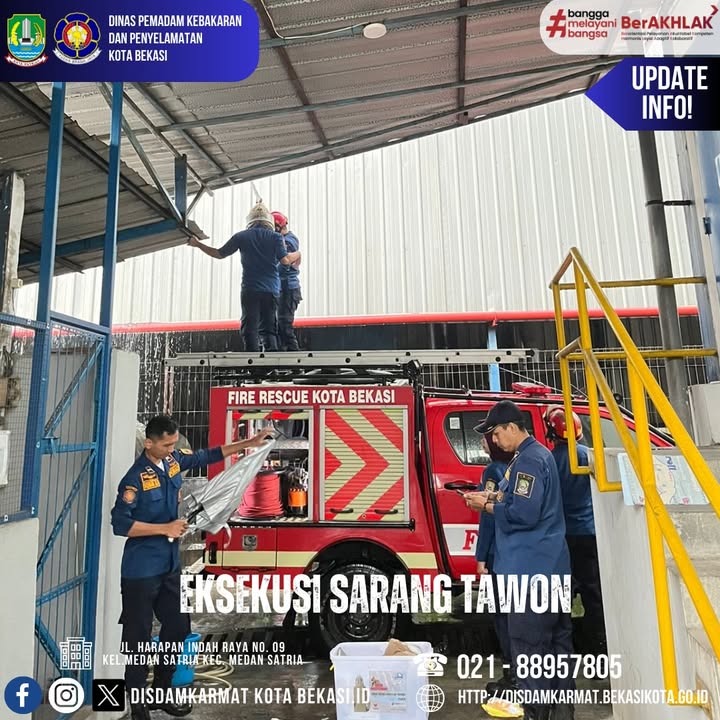 DINAS PEMADAM KEBAKARAN
DAN PENYELAMATAN
KOTA BEKASI
#bangga
melayani
bangsa
BerAKHLAK
UPDATE
INFO!
FIRE RESCUE KOTA BEKASI
EKSEKUSI SARANG TAWON
JL. HARAPAN INDAH RAYA NO. 09
KEL.MEDAN SATRIA KEC. MEDAN SATRIA
021 - 88957805
DISDAMKARMAT KOTA BEKASI.ID
HTTP://DISDAMKARMAT.BEKASIKOTA.GO.ID